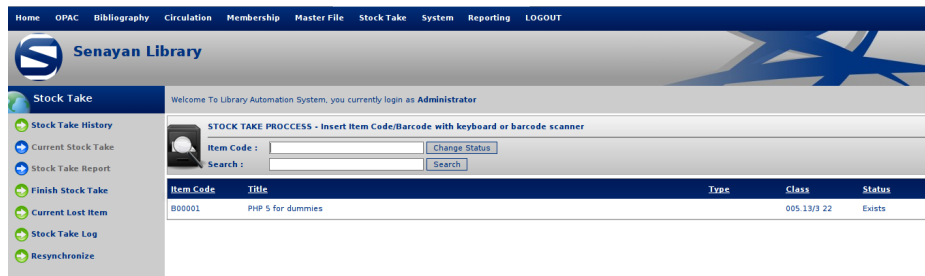 Home OPAC Bibliography Circulation Membership Master File Stock Take System Reporting LOGOUT
Senayan Library
Stock Take
Welcome To Library Automation System, you currently login as Administrator
Stock Take History
Current Stock Take
Stock Take Report
Finish Stock Take
Current Lost Item
Stock Take Log
Resynchronize
STOCK TAKE PROCCESS - Insert Item Code/Barcode with keyboard or barcode scanner
Item Code : Change Status
Search : Search
Item Code Title Type Class Status
B00001 PHP 5 for dummies 005.13/3 22 Exists